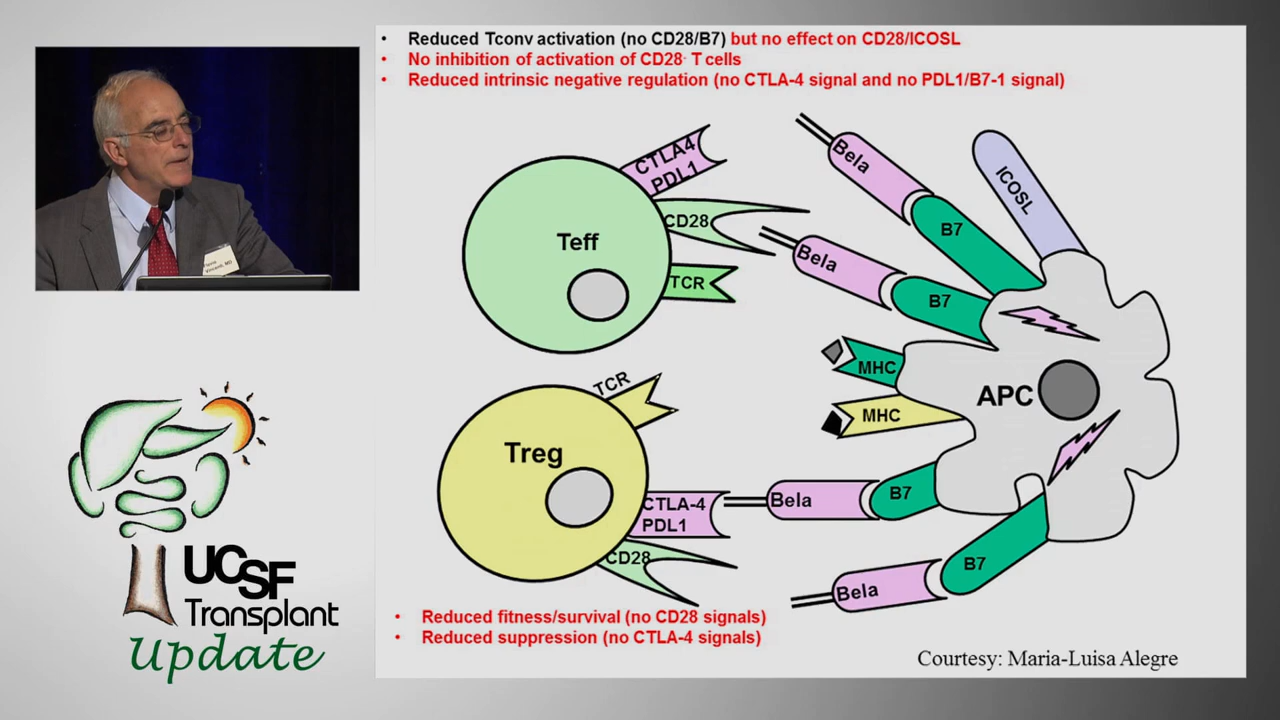 • Reduced Tconv activation (no CD28/B7) but no effect on CD28/ICOSL
• No inhibition of activation of CD28- T cells
• Reduced intrinsic negative regulation (no CTLA-4 signal and no PDL1/B7-1 signal)
CTLA4
PDL1
CD28
Teff
TCR
Bela
B7
ICOSL
Bela
B7
MHC
MHC
APC
TCR
Treg
CTLA-4
PDL1
CD28
Bela
B7
Bela
B7
• Reduced fitness/survival (no CD28 signals)
• Reduced suppression (no CTLA-4 signals)
Courtesy: Maria-Luisa Alegre
Vincenti, MD
UCSF
Transplant
Update